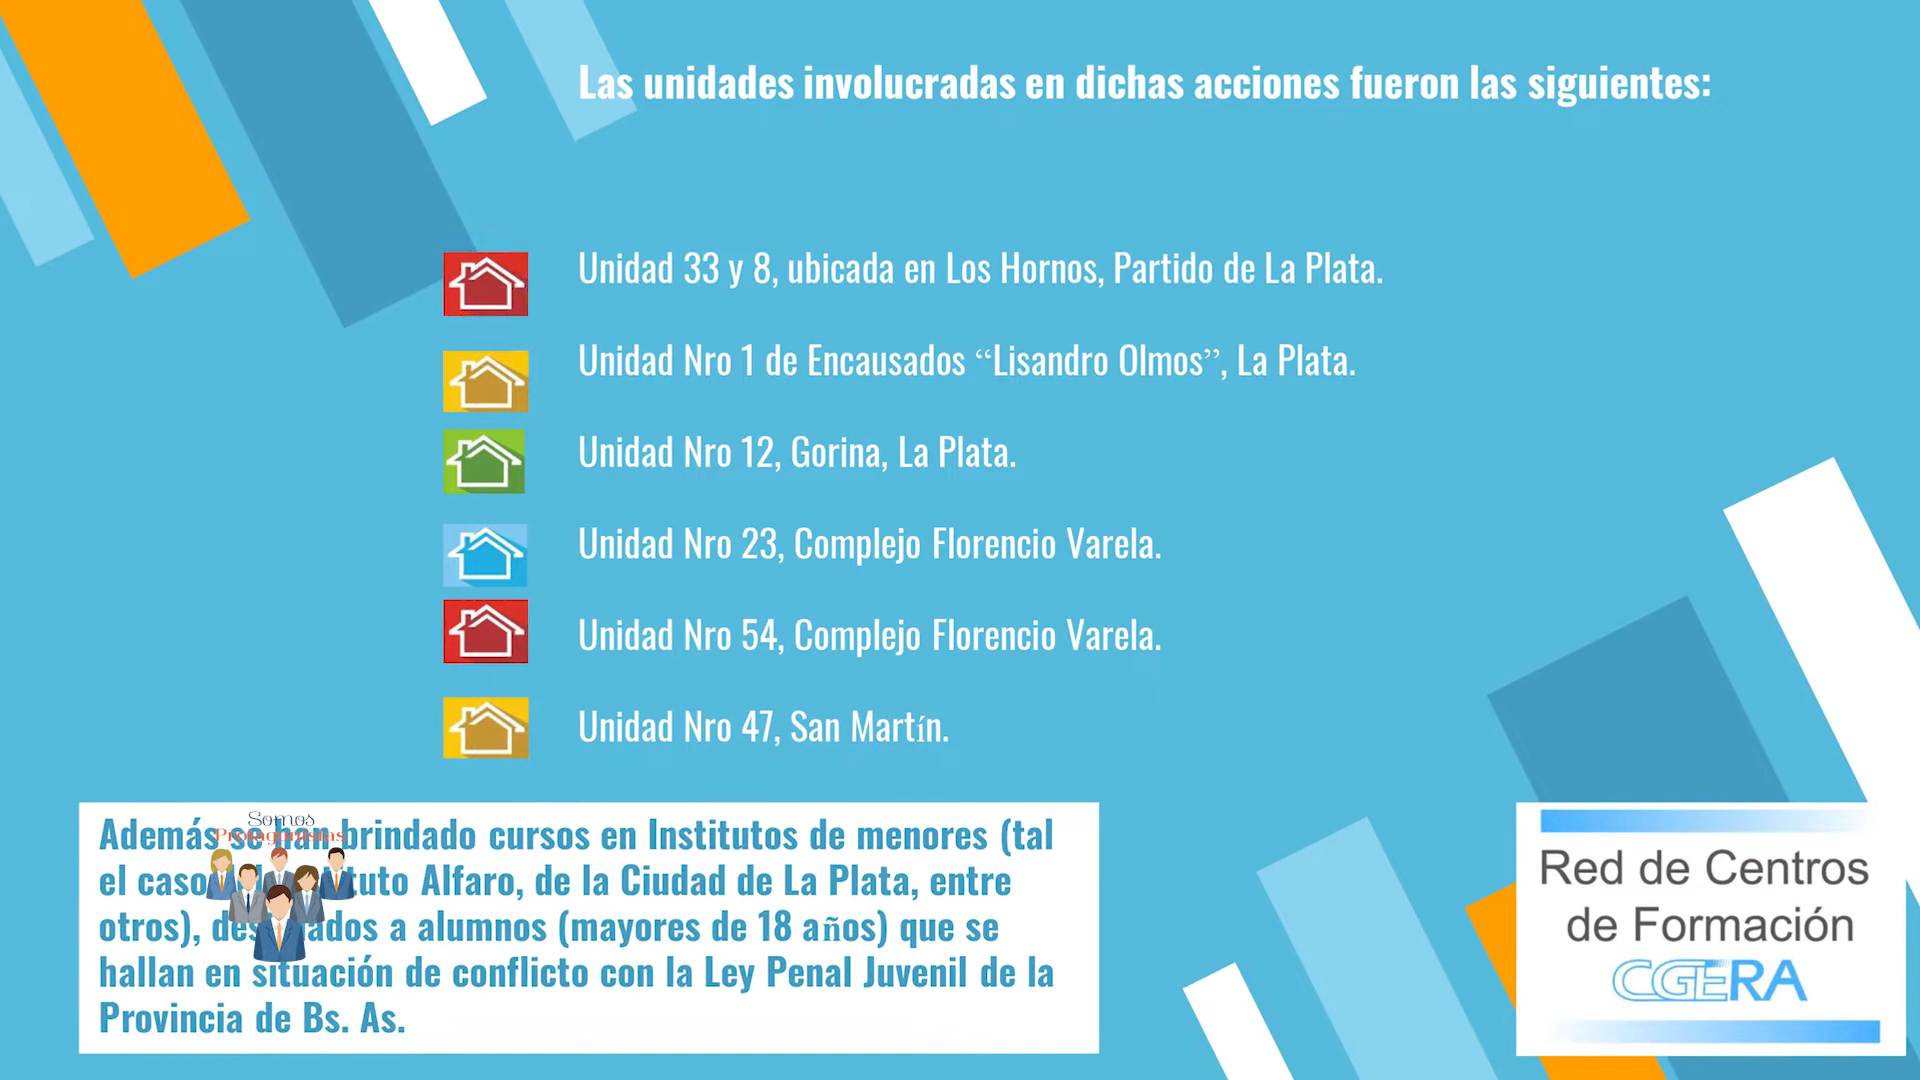 Las unidades involucradas en dichas acciones fueron las siguientes:
Unidad 33 y 8, ubicada en Los Hornos, Partido de La Plata.
Unidad Nro 1 de Encausados “Lisandro Olmos”, La Plata.
Unidad Nro 12, Gorina, La Plata.
Unidad Nro 23, Complejo Florencio Varela.
Unidad Nro 54, Complejo Florencio Varela.
Unidad Nro 47, San Martín.
Somos
Protagonistas
Además se han brindado cursos en Institutos de menores (tal
el caso tuto Alfaro, de la Ciudad de La Plata, entre
otros), des ados a alumnos (mayores de 18 años) que se
hallan en situación de conflicto con la Ley Penal Juvenil de la
Provincia de Bs. As.
Red de Centros
de Formación
CGERA